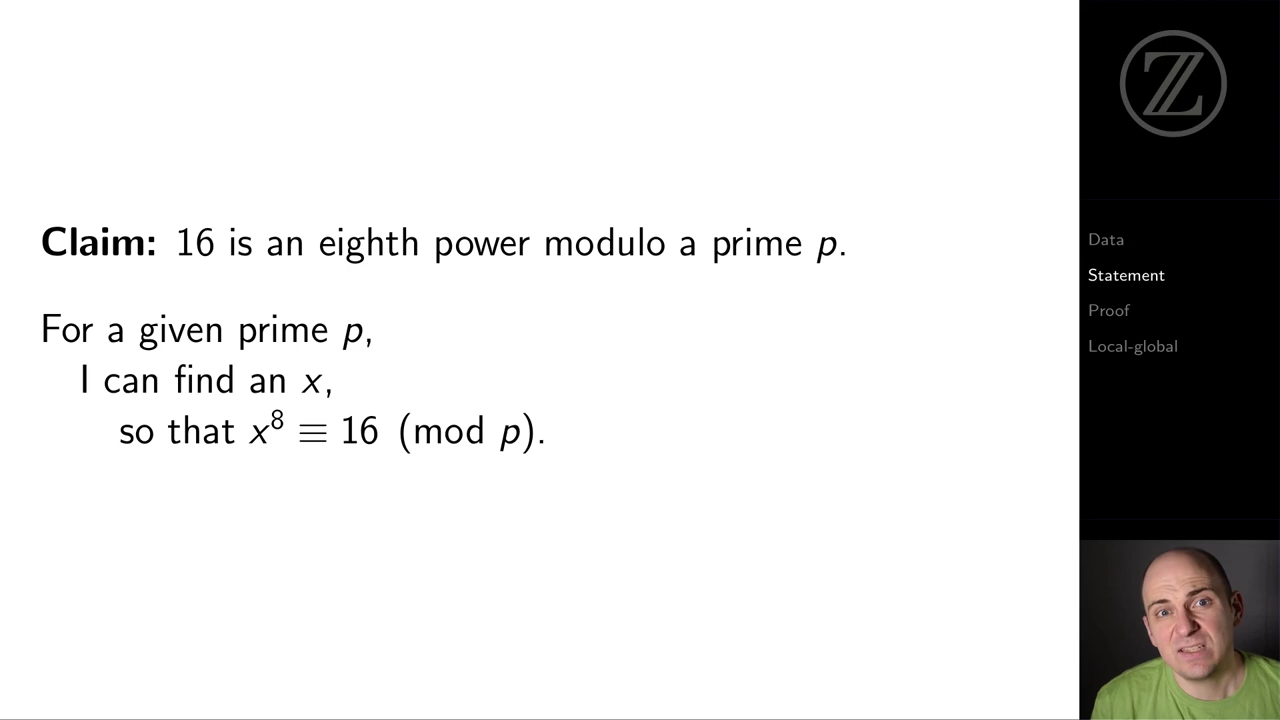 Claim: 16 is an eighth power modulo a prime p.
For a given prime p,
I can find an x,
so that x⁸ ≡ 16 (mod p).
ℤ
Data
Statement
Proof
Local-global